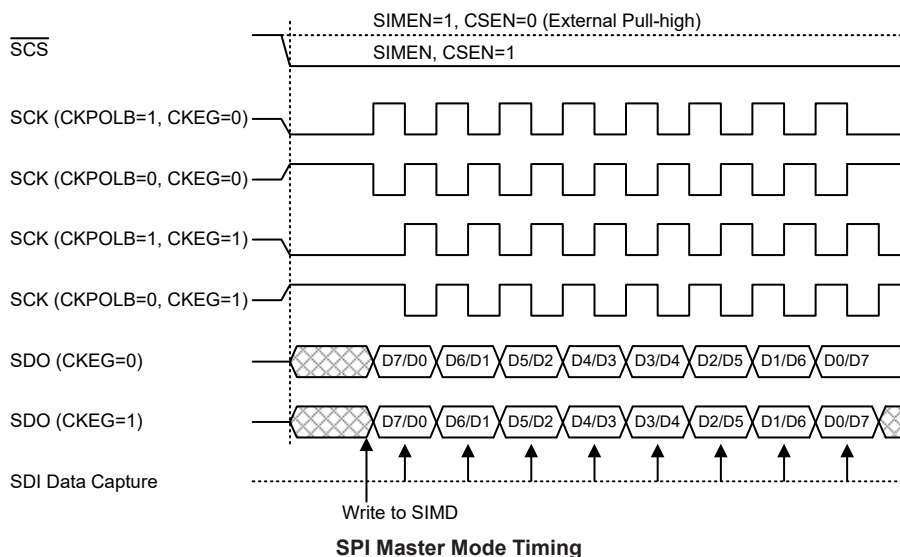 SIMEN=1, CSEN=0 (External Pull-high)
SCS
SIMEN, CSEN=1
SCK (CKPOLB=1, CKEG=0)
SCK (CKPOLB=0, CKEG=0)
SCK (CKPOLB=1, CKEG=1)
SCK (CKPOLB=0, CKEG=1)
SDO (CKEG=0) D7/D0 D6/D1 D5/D2 D4/D3 D3/D4 D2/D5 D1/D6 D0/D7
SDO (CKEG=1) D7/D0 D6/D1 D5/D2 D4/D3 D3/D4 D2/D5 D1/D6 D0/D7
SDI Data Capture
Write to SIMD
SPI Master Mode Timing